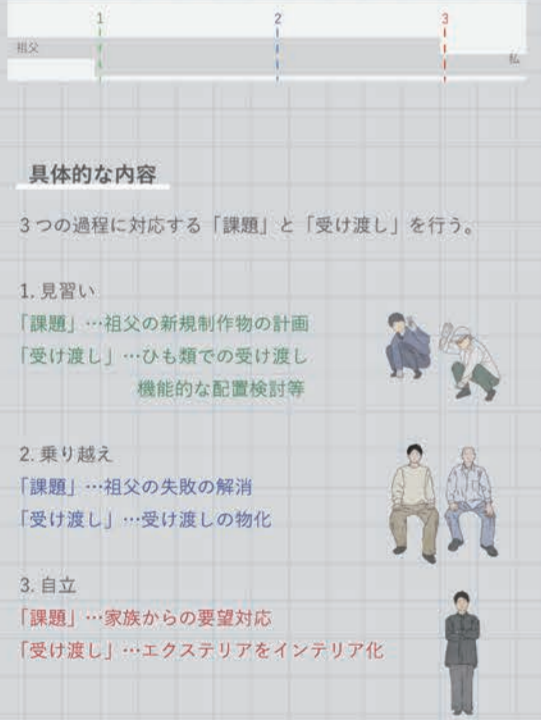 1
2
3
祖父
私
具体的な内容
3つの過程に対応する「課題」と「受け渡し」を行う。
1. 見習い
「課題」…祖父の新規制作物の計画
「受け渡し」…ひも類での受け渡し
機能的な配置検討等
2. 乗り越え
「課題」…祖父の失敗の解消
「受け渡し」…受け渡しの物化
3. 自立
「課題」…家族からの要望対応
「受け渡し」…エクステリアをインテリア化